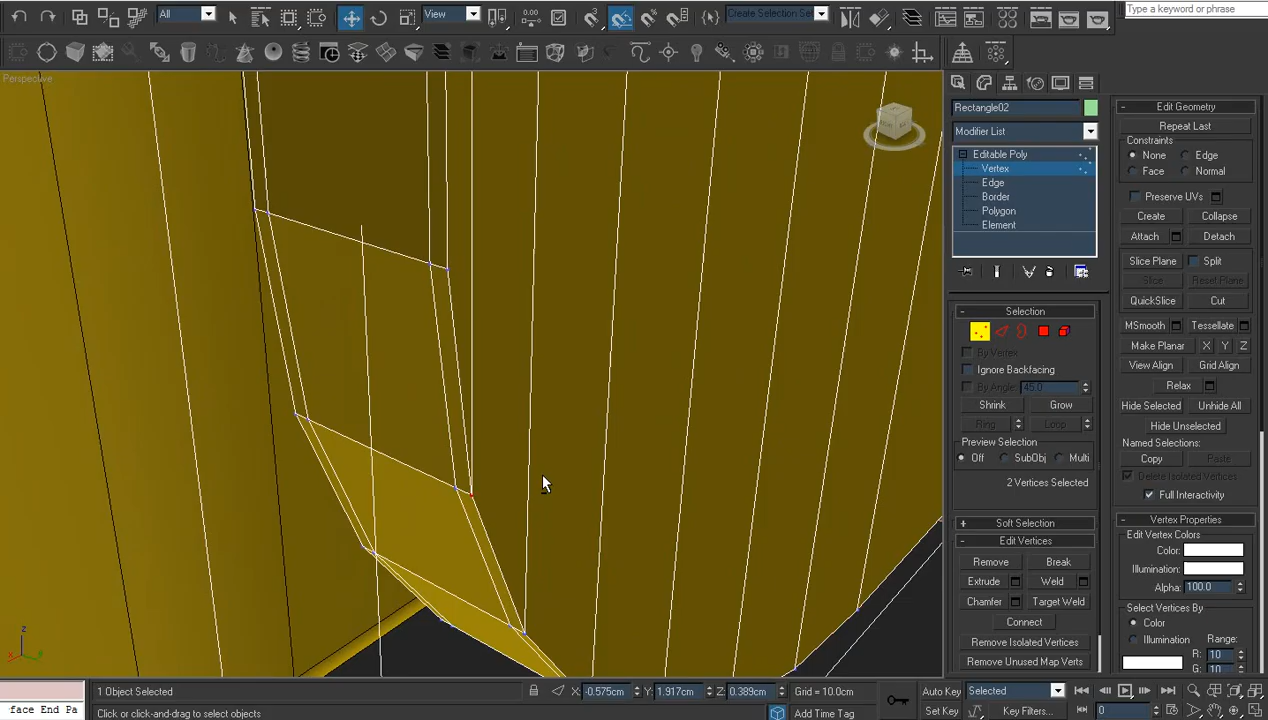 All
View
Create Selection Set
Type a keyword or phrase
Perspective
Rectangle02
Modifier List
Editable Poly
Vertex
Edge
Border
Polygon
Element
Selection
By Vertex
Ignore Backfacing
By Angle: 45.0
Shrink
Grow
Ring
Loop
Preview Selection
Off
SubObj
Multi
2 Vertices Selected
Soft Selection
Edit Vertices
Remove
Break
Extrude
Weld
Chamfer
Target Weld
Connect
Remove Isolated Vertices
Remove Unused Map Verts
Edit Geometry
Repeat Last
Constraints
None
Edge
Face
Normal
Preserve UVs
Create
Collapse
Attach
Detach
Slice Plane
Split
Slice
Reset Plane
QuickSlice
Cut
MSmooth
Tessellate
Make Planar
X
Y
Z
View Align
Grid Align
Relax
Hide Selected
Unhide All
Hide Unselected
Named Selections:
Copy
Paste
Delete Isolated Vertices
Full Interactivity
Vertex Properties
Edit Vertex Colors
Color:
Illumination:
Alpha: 100.0
Select Vertices By
Color
Illumination
Range:
R: 10
G: 10
z
x
y
face End Pa
1 Object Selected
Click or click-and-drag to select objects
X: -0.575cm
Y: 1.917cm
Z: 0.389cm
Grid = 10.0cm
Add Time Tag
Auto Key
Selected
Set Key
Key Filters...
0